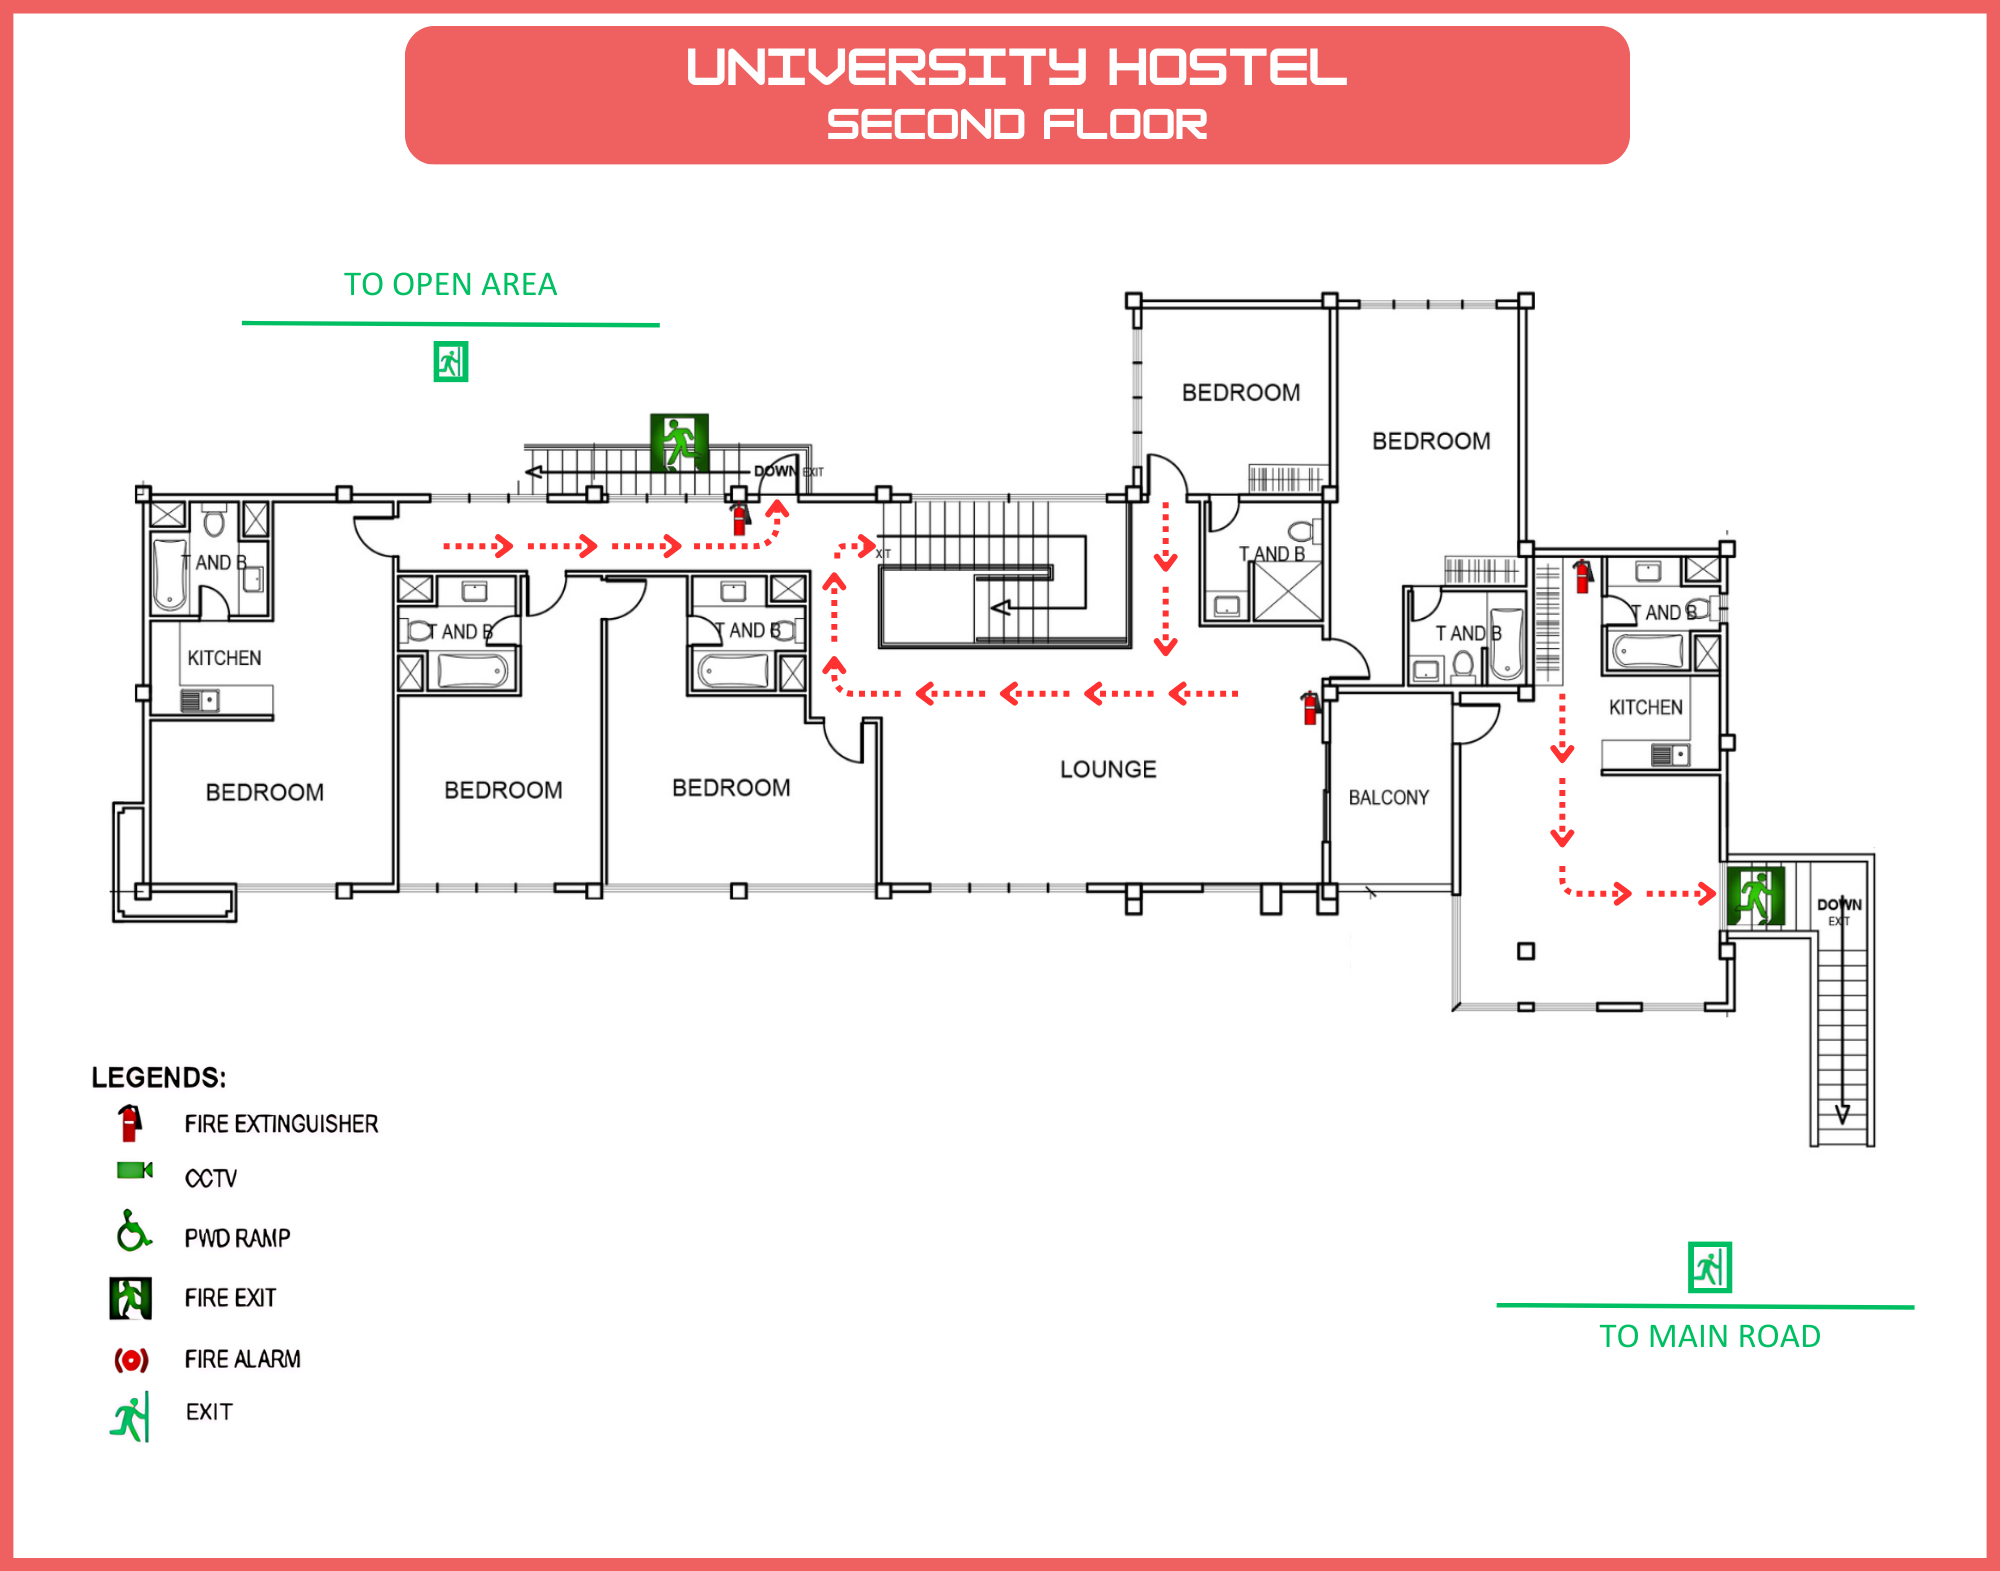 UNIVERSITY HOSTEL
SECOND FLOOR
TO OPEN AREA
BEDROOM
BEDROOM
DOWN EXIT
T AND B
XIT
T AND B
T AND B
T AND B
T AND B
T AND B
KITCHEN
KITCHEN
LOUNGE
BEDROOM
BEDROOM
BEDROOM
BALCONY
DOWN
EXIT
LEGENDS:
FIRE EXTINGUISHER
CCTV
PWD RAMP
FIRE EXIT
FIRE ALARM
EXIT
TO MAIN ROAD